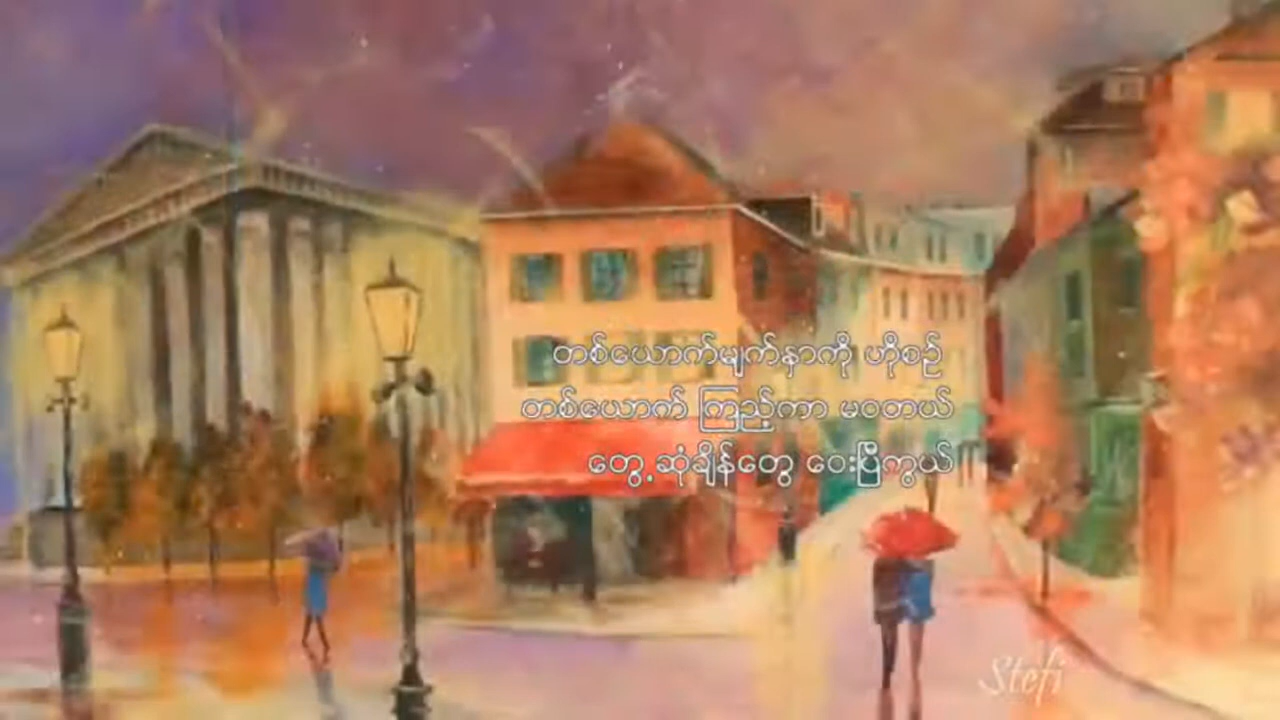 တစ်ယောက်မျက်နှာကို ဟိုစဉ်
တစ်ယောက် ကြည့်ကာ မဝတယ်
တွေ့ဆုံချိန်တွေ ဝေးပြီကွယ်
Stefi